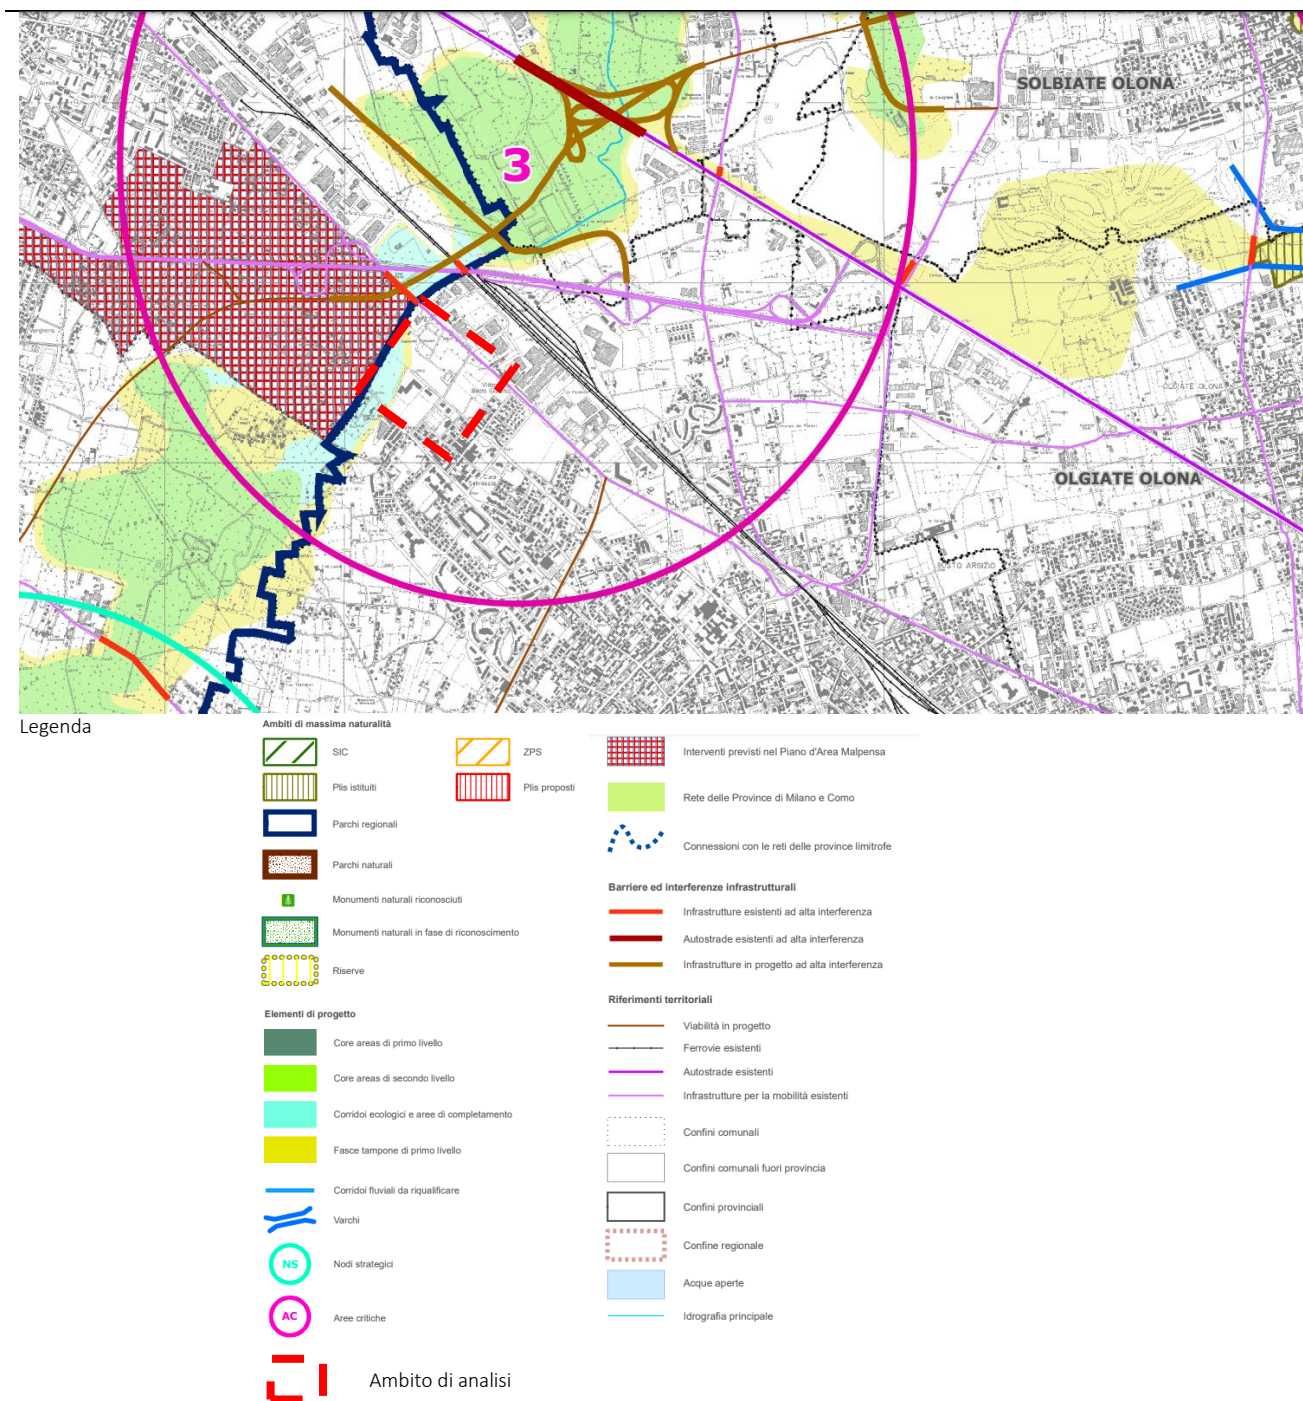 SOLBIATE OLONA
3
OLGIATE OLONA
OLGIATE OLONA
BUSTO ARSIZIO
Legenda
Ambiti di massima naturalità
SIC
ZPS
Plis istituiti
Plis proposti
Parchi regionali
Parchi naturali
Monumenti naturali riconosciuti
Monumenti naturali in fase di riconoscimento
Riserve
Elementi di progetto
Core areas di primo livello
Core areas di secondo livello
Corridoi ecologici e aree di completamento
Fasce tampone di primo livello
Corridoi fluviali da riqualificare
Varchi
NS
Nodi strategici
AC
Aree critiche
Ambito di analisi
Interventi previsti nel Piano d'Area Malpensa
Rete delle Province di Milano e Como
Connessioni con le reti delle province limitrofe
Barriere ed interferenze infrastrutturali
Infrastrutture esistenti ad alta interferenza
Autostrade esistenti ad alta interferenza
Infrastrutture in progetto ad alta interferenza
Riferimenti territoriali
Viabilità in progetto
Ferrovie esistenti
Autostrade esistenti
Infrastrutture per la mobilità esistenti
Confini comunali
Confini comunali fuori provincia
Confini provinciali
Confine regionale
Acque aperte
Idrografia principale